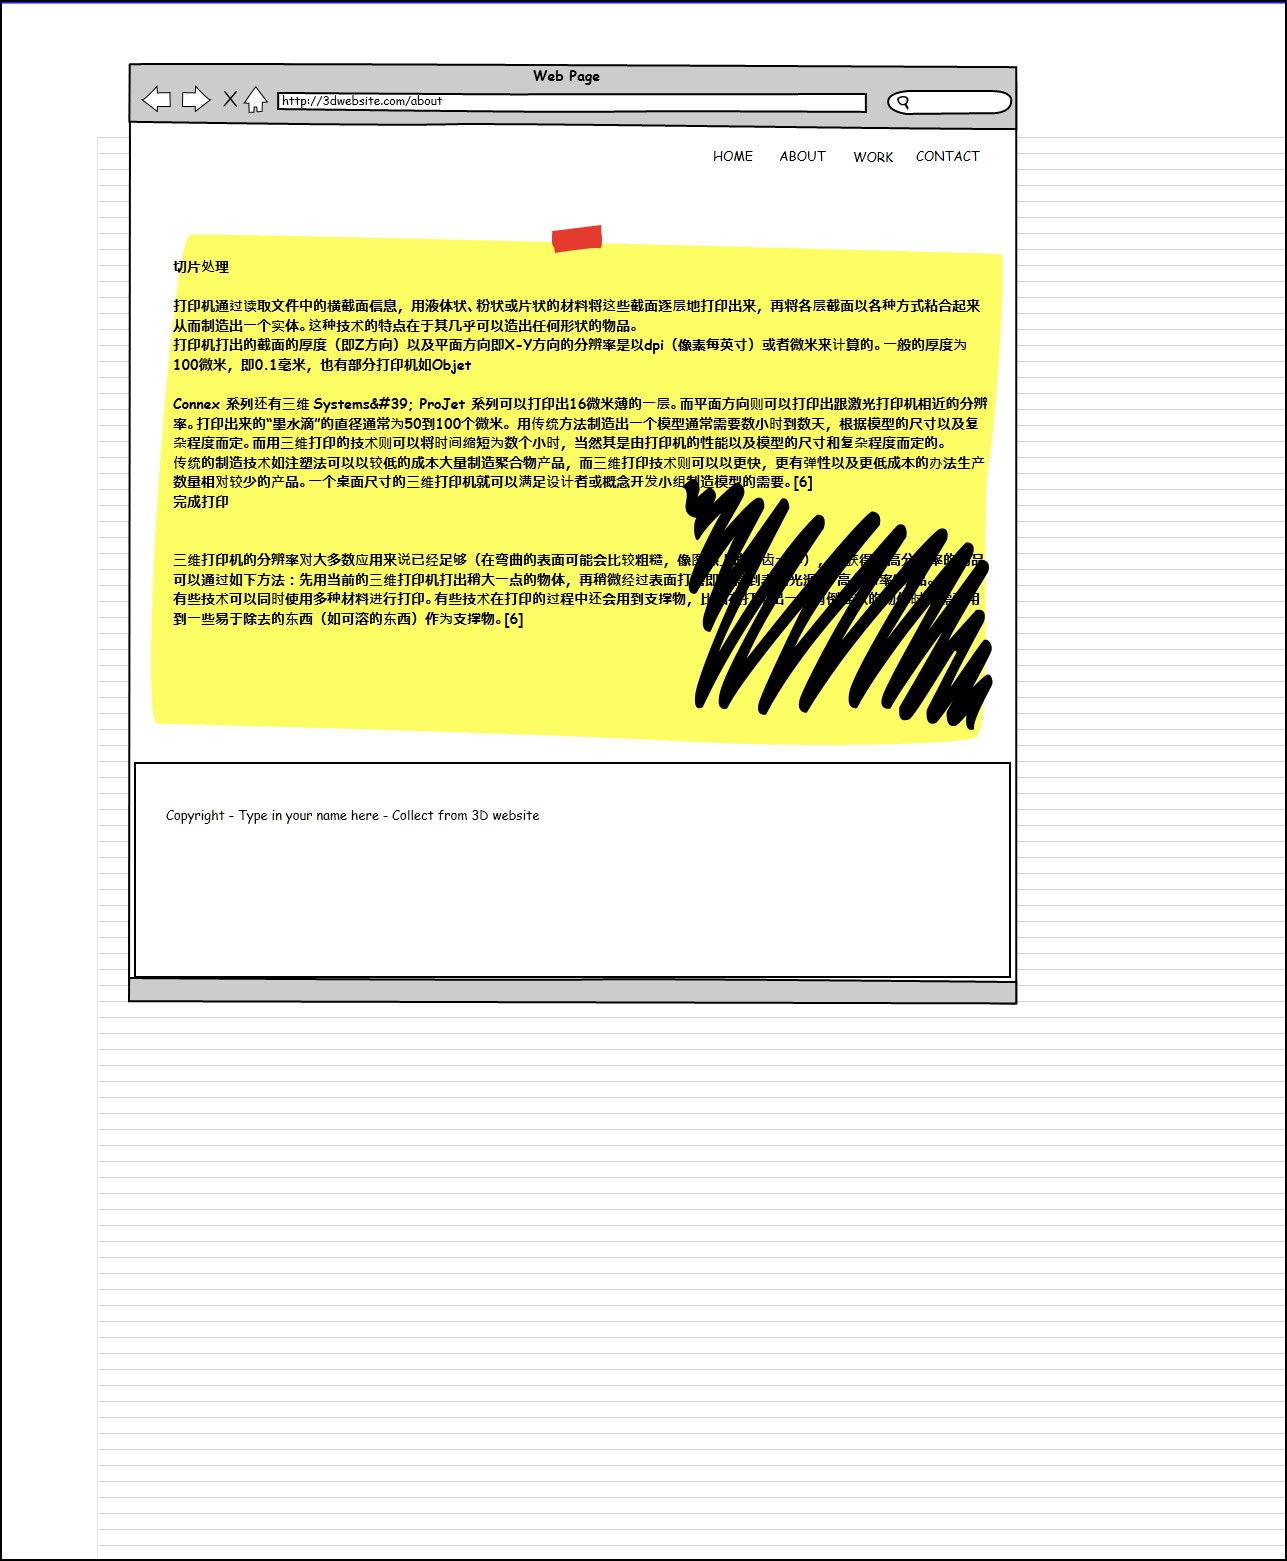 Web Page
http://3dwebsite.com/about
HOME ABOUT WORK CONTACT
切片处理
打印机通过读取文件中的横截面信息，用液体状、粉状或片状的材料将这些截面逐层地打印出来，再将各层截面以各种方式粘合起来
从而制造出一个实体。这种技术的特点在于其几乎可以造出任何形状的物品。
打印机打出的截面的厚度（即Z方向）以及平面方向即X-Y方向的分辨率是以dpi（像素每英寸）或者微米来计算的。一般的厚度为
100微米，即0.1毫米，也有部分打印机如Objet
Connex 系列还有三维 Systems&#39; ProJet 系列可以打印出16微米薄的一层。而平面方向则可以打印出跟激光打印机相近的分辨
率。打印出来的“墨水滴”的直径通常为50到100个微米。 用传统方法制造出一个模型通常需要数小时到数天，根据模型的尺寸以及复
杂程度而定。而用三维打印的技术则可以将时间缩短为数个小时，当然其是由打印机的性能以及模型的尺寸和复杂程度而定的。
传统的制造技术如注塑法可以以较低的成本大量制造聚合物产品，而三维打印技术则可以以更快，更有弹性以及更低成本的办法生产
数量相对较少的产品。一个桌面尺寸的三维打印机就可以满足设计者或概念开发小组制造模型的需要。[6]
完成打印
三维打印机的分辨率对大多数应用来说已经足够（在弯曲的表面可能会比较粗糙，像
可以通过如下方法：先用当前的三维打印机打出稍大一点的物体，再稍微经过表面打
有些技术可以同时使用多种材料进行打印。有些技术在打印的过程中还会用到支撑物，
到一些易于除去的东西（如可溶的东西）作为支撑物。[6]
Copyright - Type in your name here - Collect from 3D website